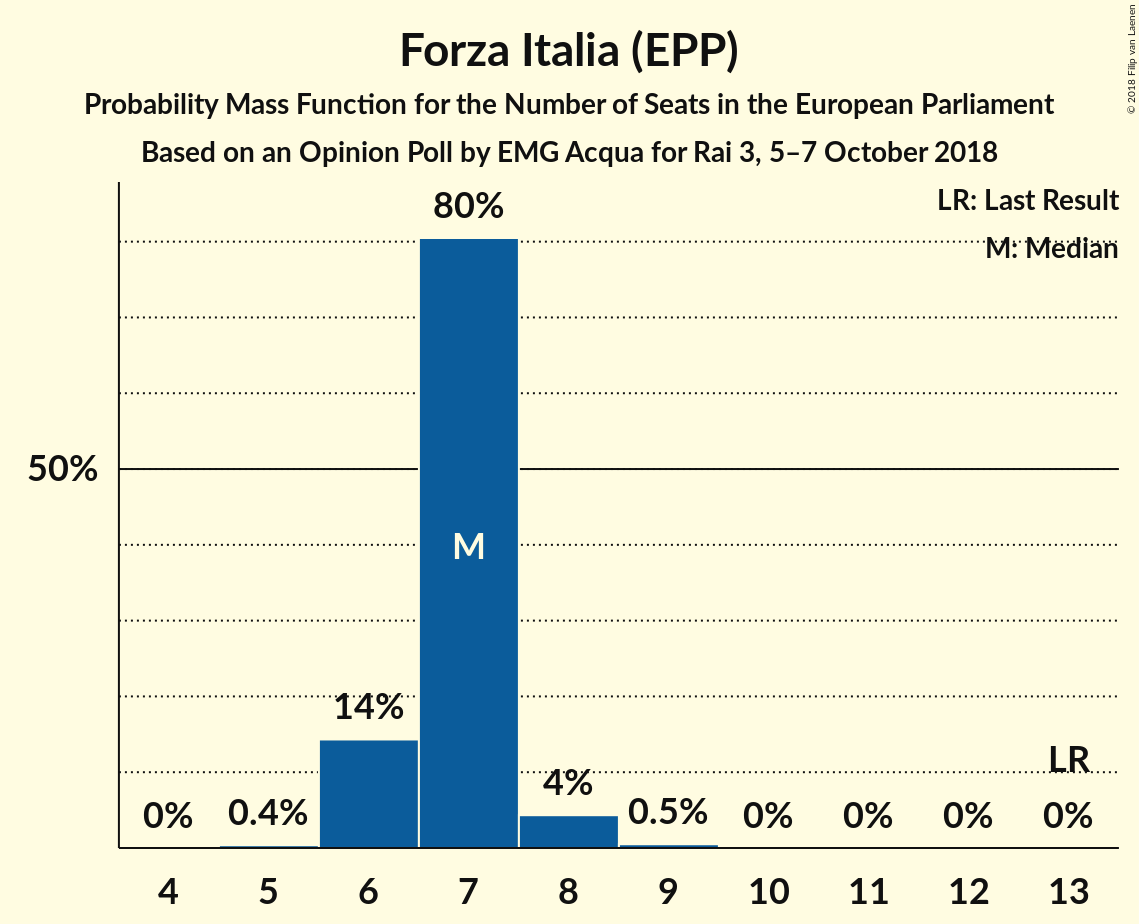 Forza Italia (EPP)
Probability Mass Function for the Number of Seats in the European Parliament
Based on an Opinion Poll by EMG Acqua for Rai 3, 5–7 October 2018
© 2018 Filip van Laenen
LR: Last Result
M: Median
80%
50%
M
14%
LR
4%
0% 0.4% 0.5% 0% 0% 0% 0%
4 5 6 7 8 9 10 11 12 13